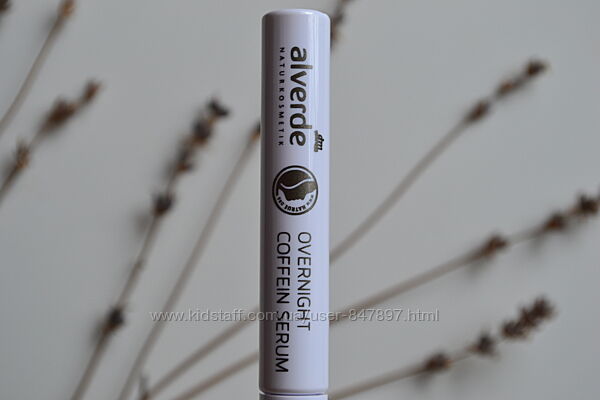 alverde
NATURKOSMETIK
dm
OVERNIGHT
COFFEIN SERUM
www.kidstaff.com.ua/user-847897.html